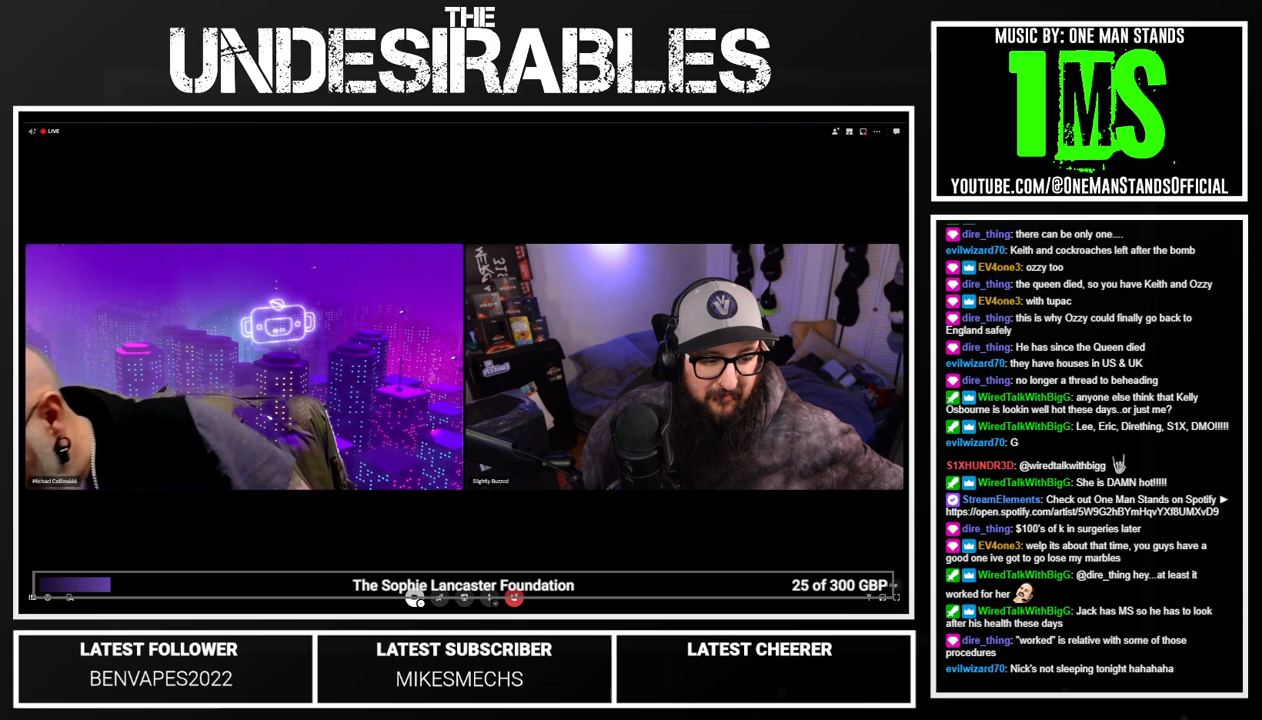 THE
UNDESIRABLES
LIVE
Michael Collins666
Slightly Buzzed
The Sophie Lancaster Foundation
25 of 300 GBP
LATEST FOLLOWER
BENVAPES2022
LATEST SUBSCRIBER
MIKESMECHS
LATEST CHEERER
MUSIC BY: ONE MAN STANDS
1MS
YOUTUBE.COM/@ONEMANSTANDSOFFICIAL
dire_thing: there can be only one....
evilwizard70: Keith and cockroaches left after the bomb
EV4one3: ozzy too
dire_thing: the queen died, so you have Keith and Ozzy
EV4one3: with tupac
dire_thing: this is why Ozzy could finally go back to
England safely
dire_thing: He has since the Queen died
evilwizard70: they have houses in US & UK
dire_thing: no longer a thread to beheading
WiredTalkWithBigG: anyone else think that Kelly
Osbourne is lookin well hot these days..or just me?
WiredTalkWithBigG: Lee, Eric, Dirething, S1X, DMO!!!!!
evilwizard70: G
S1XHUNDR3D: @wiredtalkwithbigg
WiredTalkWithBigG: She is DAMN hot!!!!!
StreamElements: Check out One Man Stands on Spotify ►
https://open.spotify.com/artist/5W9G2hBYmHqvYXf8UMXvD9
dire_thing: $100's of k in surgeries later
EV4one3: welp its about that time, you guys have a
good one ive got to go lose my marbles
WiredTalkWithBigG: @dire_thing hey...at least it
worked for her
WiredTalkWithBigG: Jack has MS so he has to look
after his health these days
dire_thing: "worked" is relative with some of those
procedures
evilwizard70: Nick's not sleeping tonight hahahaha